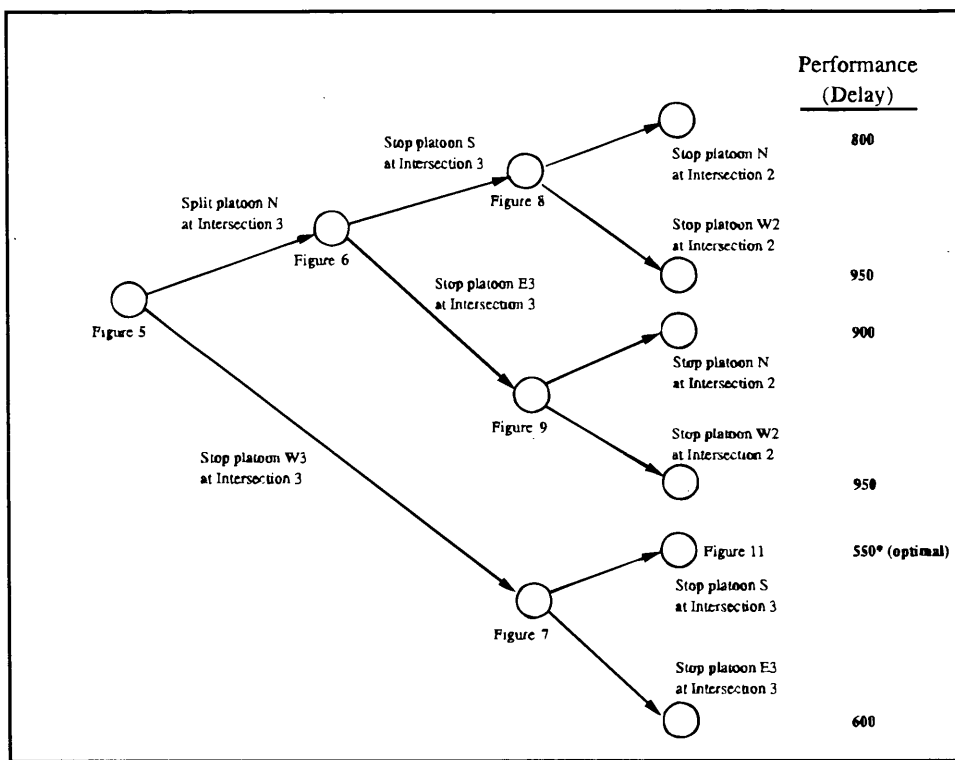 Performance
(Delay)
800
Stop platoon S
at Intersection 3
Stop platoon N
at Intersection 2
Split platoon N
at Intersection 3
Figure 8
Stop platoon W2
at Intersection 2
Figure 6
Stop platoon E3
at Intersection 3
950
Figure 5
900
Stop platoon N
at Intersection 2
Figure 9
Stop platoon W2
at Intersection 2
Stop platoon W3
at Intersection 3
950
Figure 11
550* (optimal)
Stop platoon S
at Intersection 3
Figure 7
Stop platoon E3
at Intersection 3
600